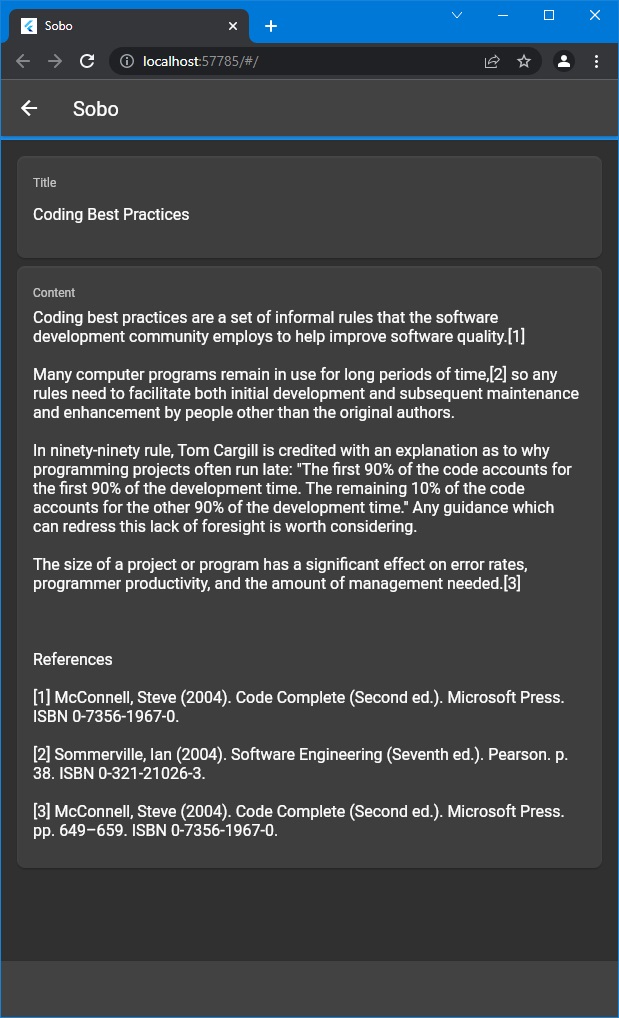 Sobo
localhost:57785/#/
Sobo
Title
Coding Best Practices
Content
Coding best practices are a set of informal rules that the software
development community employs to help improve software quality.[1]
Many computer programs remain in use for long periods of time,[2] so any
rules need to facilitate both initial development and subsequent maintenance
and enhancement by people other than the original authors.
In ninety-ninety rule, Tom Cargill is credited with an explanation as to why
programming projects often run late: "The first 90% of the code accounts for
the first 90% of the development time. The remaining 10% of the code
accounts for the other 90% of the development time." Any guidance which
can redress this lack of foresight is worth considering.
The size of a project or program has a significant effect on error rates,
programmer productivity, and the amount of management needed.[3]
References
[1] McConnell, Steve (2004). Code Complete (Second ed.). Microsoft Press.
ISBN 0-7356-1967-0.
[2] Sommerville, Ian (2004). Software Engineering (Seventh ed.). Pearson. p.
38. ISBN 0-321-21026-3.
[3] McConnell, Steve (2004). Code Complete (Second ed.). Microsoft Press.
pp. 649–659. ISBN 0-7356-1967-0.